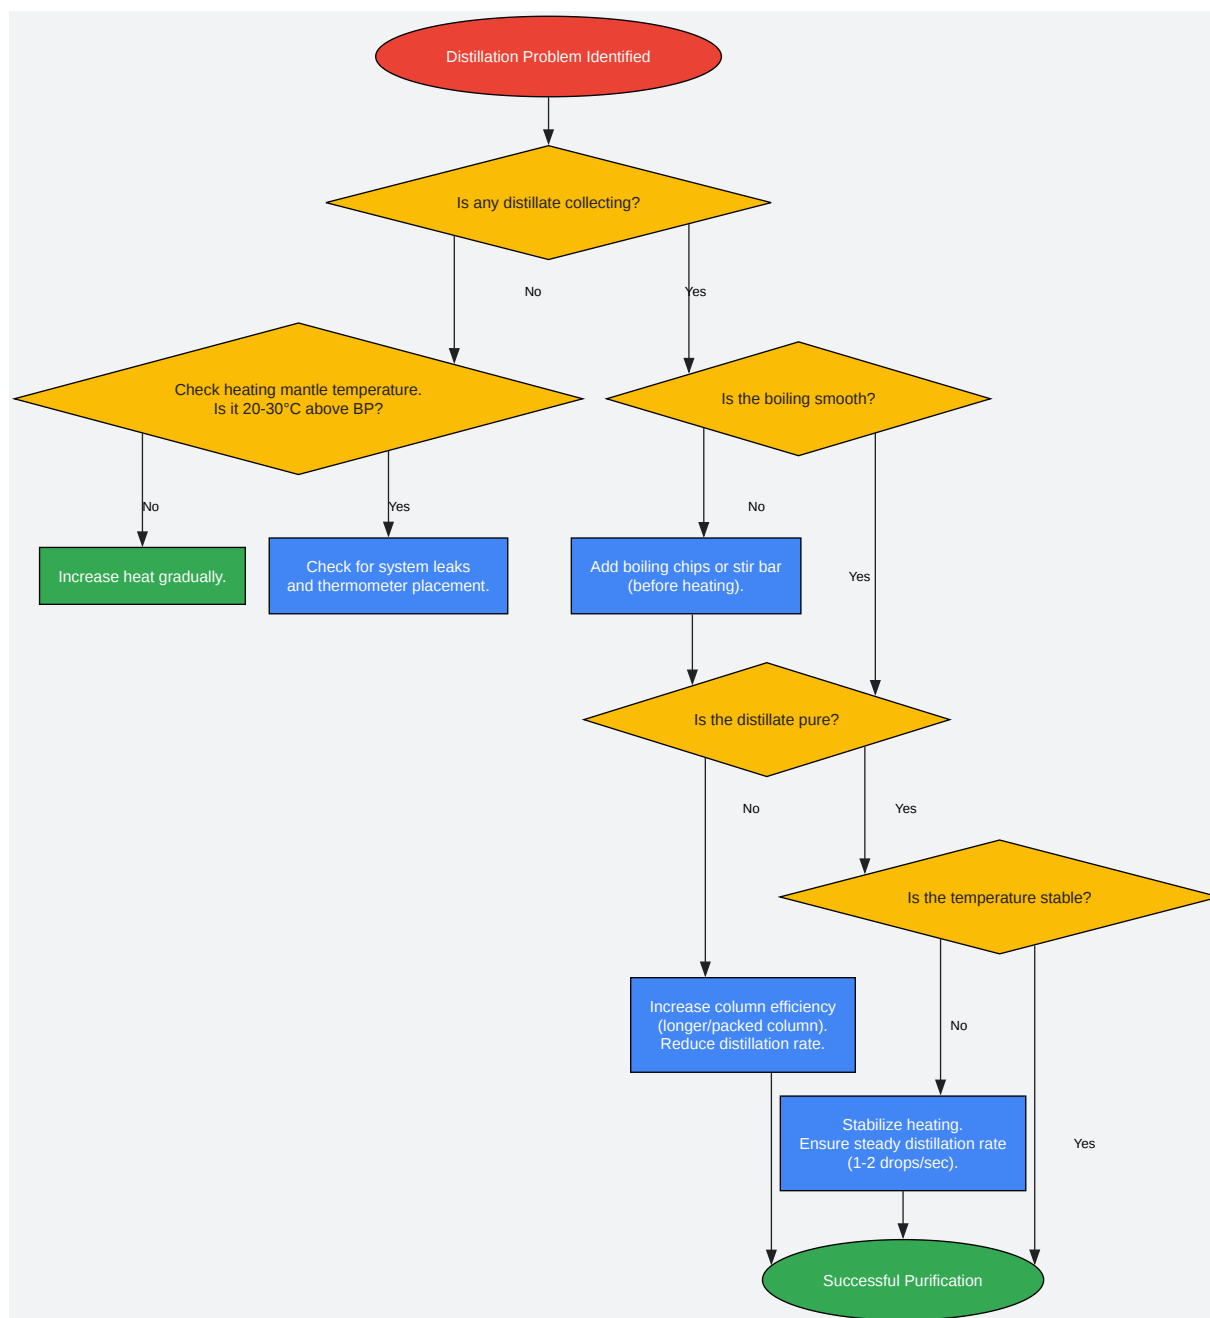 Distillation Problem Identified
Is any distillate collecting?
No
Yes
Check heating mantle temperature.
Is it 20-30°C above BP?
Is the boiling smooth?
No
Yes
No
Increase heat gradually.
Check for system leaks
and thermometer placement.
Add boiling chips or stir bar
(before heating).
Yes
Is the distillate pure?
No
Yes
Is the temperature stable?
Increase column efficiency
(longer/packed column).
Reduce distillation rate.
No
Stabilize heating.
Ensure steady distillation rate
(1-2 drops/sec).
Yes
Successful Purification